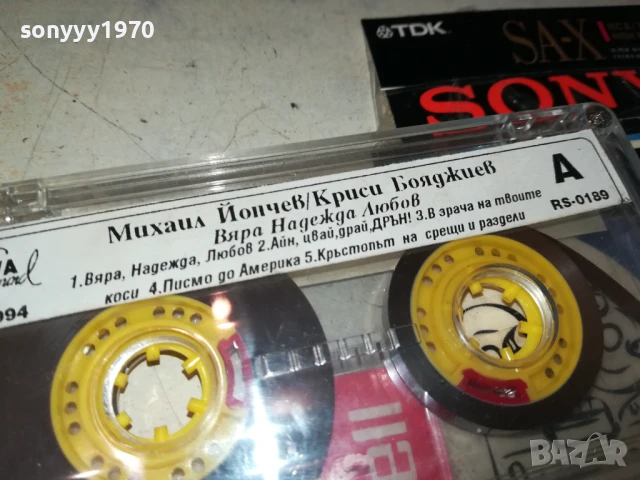 sonyyy1970
TDK SA-X
SONY
Михаил Йончев/Криси Бояджиев
Вяра Надежда Любов
A
RS-0189
1.Вяра, Надежда, Любов 2.Айн, цвай,драй,ДРЪН! 3.В зрача на твоите
коси 4.Писмо до Америка 5.Кръстопът на срещи и раздели
994
BAZAR